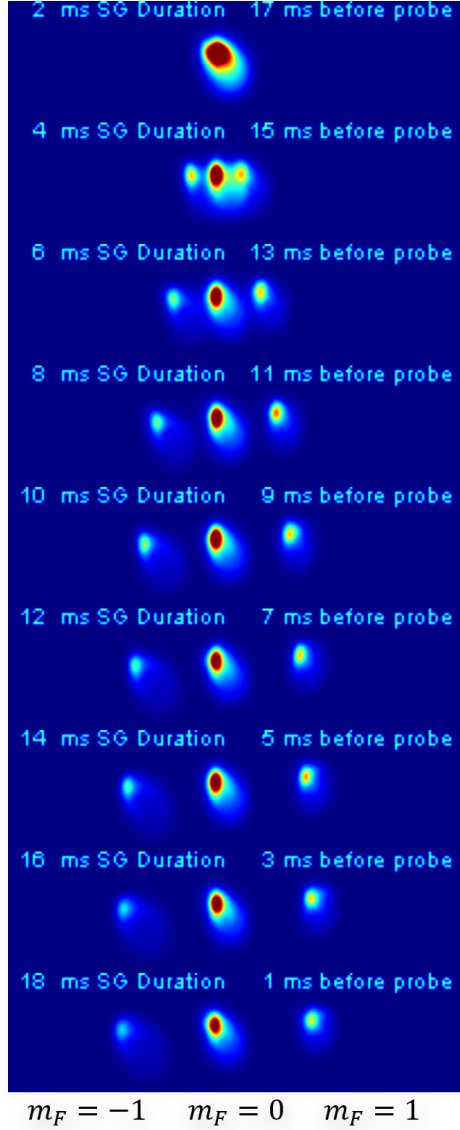 2 ms SG Duration 17 ms before probe
4 ms SG Duration 15 ms before probe
6 ms SG Duration 13 ms before probe
8 ms SG Duration 11 ms before probe
10 ms SG Duration 9 ms before probe
12 ms SG Duration 7 ms before probe
14 ms SG Duration 5 ms before probe
16 ms SG Duration 3 ms before probe
18 ms SG Duration 1 ms before probe
m_F = −1 m_F = 0 m_F = 1